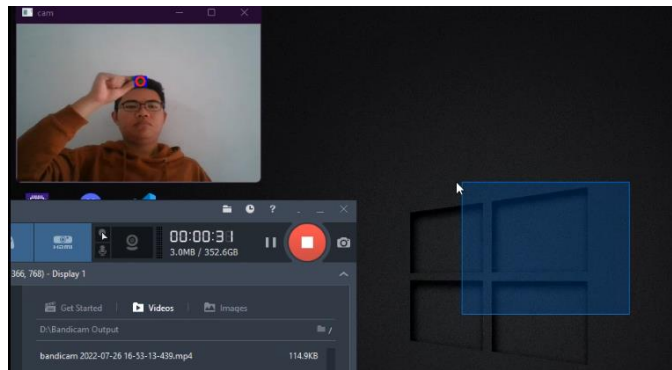 cam
HDMI
00:00:31
3.0MB / 352.6GB
366, 768) - Display 1
Get Started
Videos
Images
D:\Bandicam Output
bandicam 2022-07-26 16-53-13-439.mp4
114.9KB